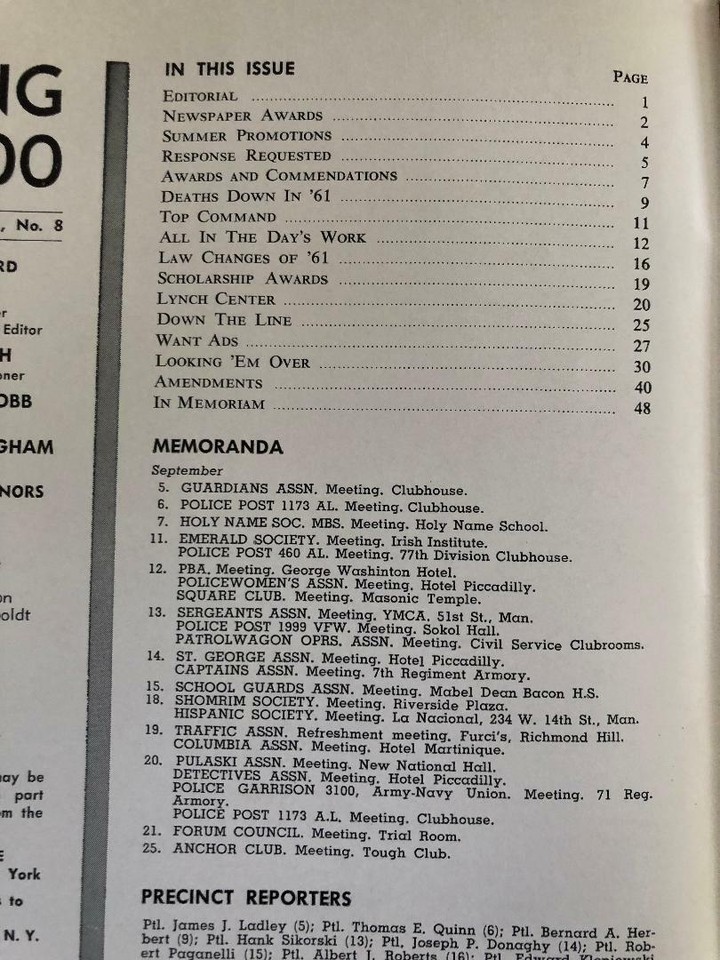 NG
00
, No. 8
RD
r
Editor
H
oner
OBB
GHAM
NORS
on
oldt
may be
part
om the
E
York
to
N. Y.
IN THIS ISSUE
PAGE
EDITORIAL 1
NEWSPAPER AWARDS 2
SUMMER PROMOTIONS 4
RESPONSE REQUESTED 5
AWARDS AND COMMENDATIONS 7
DEATHS DOWN IN '61 9
TOP COMMAND 11
ALL IN THE DAY'S WORK 12
LAW CHANGES OF '61 16
SCHOLARSHIP AWARDS 19
LYNCH CENTER 20
DOWN THE LINE 25
WANT ADS 27
LOOKING 'EM OVER 30
AMENDMENTS 40
IN MEMORIAM 48
MEMORANDA
September
5. GUARDIANS ASSN. Meeting. Clubhouse.
6. POLICE POST 1173 AL. Meeting. Clubhouse.
7. HOLY NAME SOC. MBS. Meeting. Holy Name School.
11. EMERALD SOCIETY. Meeting. Irish Institute.
POLICE POST 460 AL. Meeting. 77th Division Clubhouse.
12. PBA. Meeting. George Washinton Hotel.
POLICEWOMEN'S ASSN. Meeting. Hotel Piccadilly.
SQUARE CLUB. Meeting. Masonic Temple.
13. SERGEANTS ASSN. Meeting. YMCA. 51st St., Man.
POLICE POST 1999 VFW. Meeting. Sokol Hall.
PATROLWAGON OPRS. ASSN. Meeting. Civil Service Clubrooms.
14. ST. GEORGE ASSN. Meeting. Hotel Piccadilly.
CAPTAINS ASSN. Meeting. 7th Regiment Armory.
15. SCHOOL GUARDS ASSN. Meeting. Mabel Dean Bacon H.S.
18. SHOMRIM SOCIETY. Meeting. Riverside Plaza.
HISPANIC SOCIETY. Meeting. La Nacional, 234 W. 14th St., Man.
19. TRAFFIC ASSN. Refreshment meeting. Furci's, Richmond Hill.
COLUMBIA ASSN. Meeting. Hotel Martinique.
20. PULASKI ASSN. Meeting. New National Hall.
DETECTIVES ASSN. Meeting. Hotel Piccadilly.
POLICE GARRISON 3100, Army-Navy Union. Meeting. 71 Reg.
Armory.
POLICE POST 1173 A.L. Meeting. Clubhouse.
21. FORUM COUNCIL. Meeting. Trial Room.
25. ANCHOR CLUB. Meeting. Tough Club.
PRECINCT REPORTERS
Ptl. James J. Ladley (5); Ptl. Thomas E. Quinn (6); Ptl. Bernard A. Her-
bert (9); Ptl. Hank Sikorski (13); Ptl. Joseph P. Donaghy (14); Ptl. Rob-
ert Paganelli (15); Ptl. Albert J. Roberts (16); Ptl. Edward